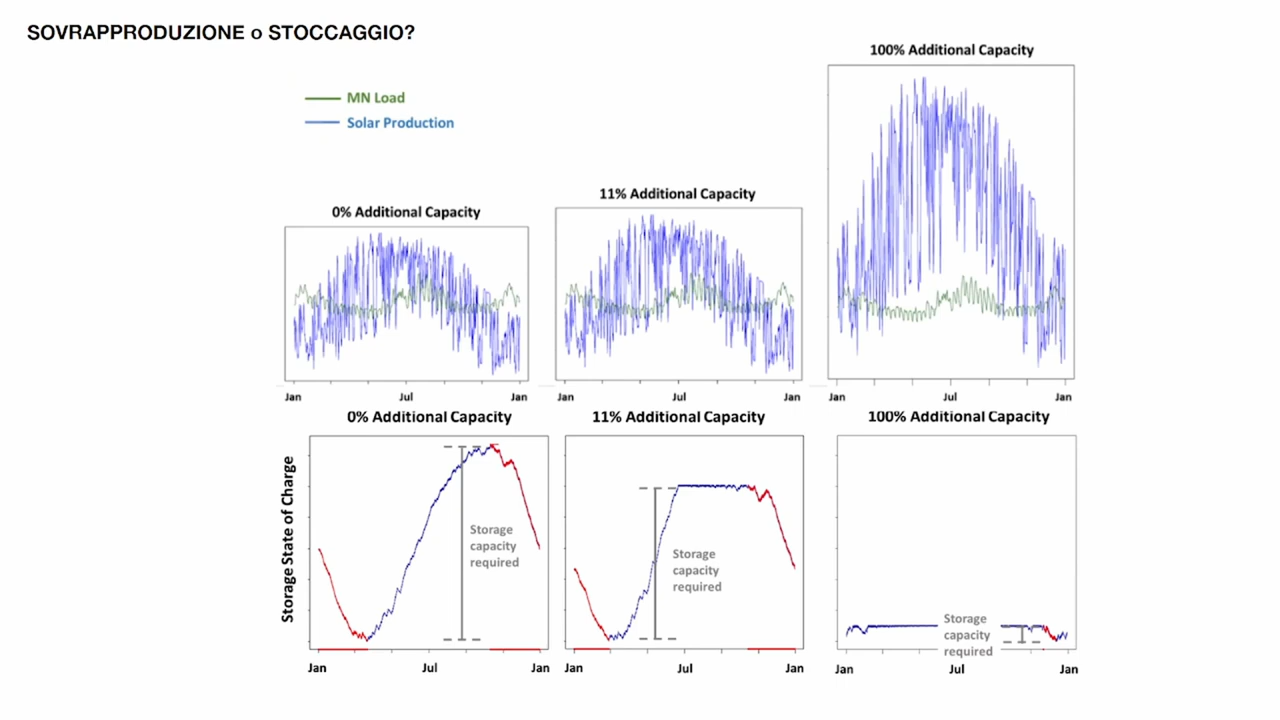 SOVRAPPRODUZIONE o STOCCAGGIO?
MN Load
Solar Production
0% Additional Capacity
11% Additional Capacity
100% Additional Capacity
Jan Jul Jan
Jan Jul Jan
Jan Jul Jan
0% Additional Capacity
11% Additional Capacity
100% Additional Capacity
Storage State of Charge
Storage
capacity
required
Storage
capacity
required
Storage
capacity
required
Jan Jul Jan
Jan Jul Jan
Jan Jul Jan